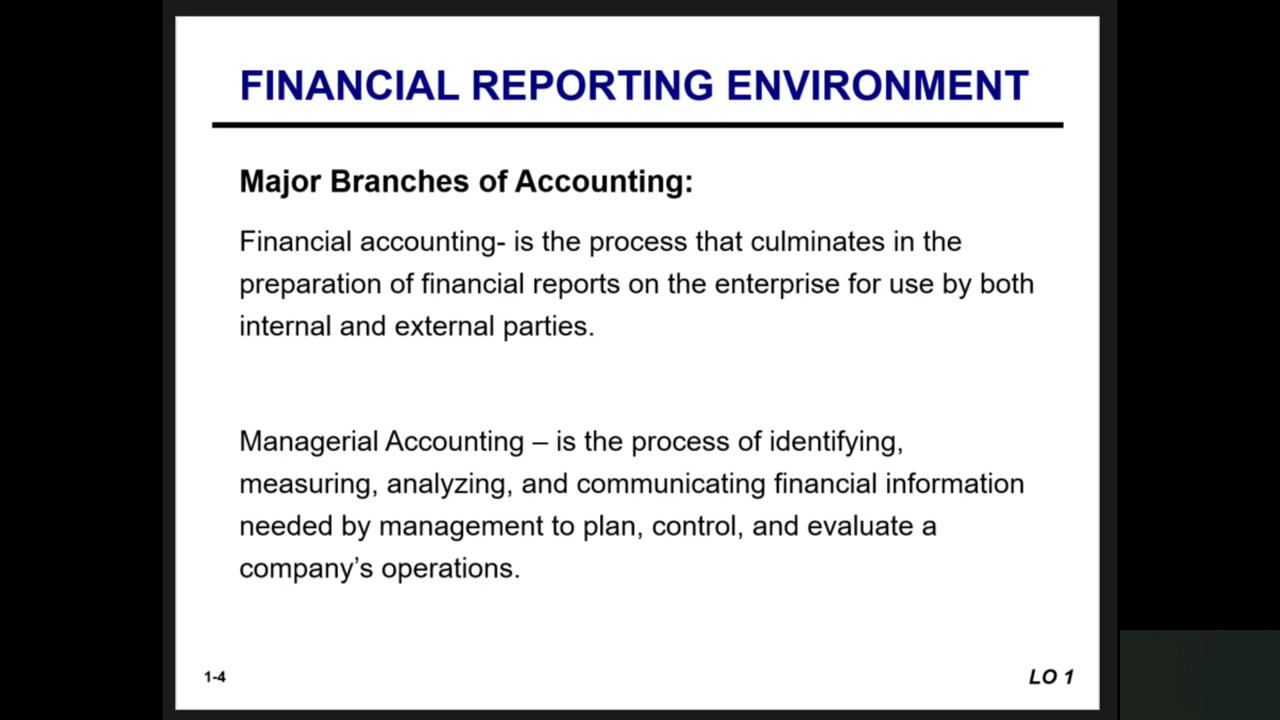 FINANCIAL REPORTING ENVIRONMENT
Major Branches of Accounting:
Financial accounting- is the process that culminates in the
preparation of financial reports on the enterprise for use by both
internal and external parties.
Managerial Accounting – is the process of identifying,
measuring, analyzing, and communicating financial information
needed by management to plan, control, and evaluate a
company’s operations.
1-4
LO 1